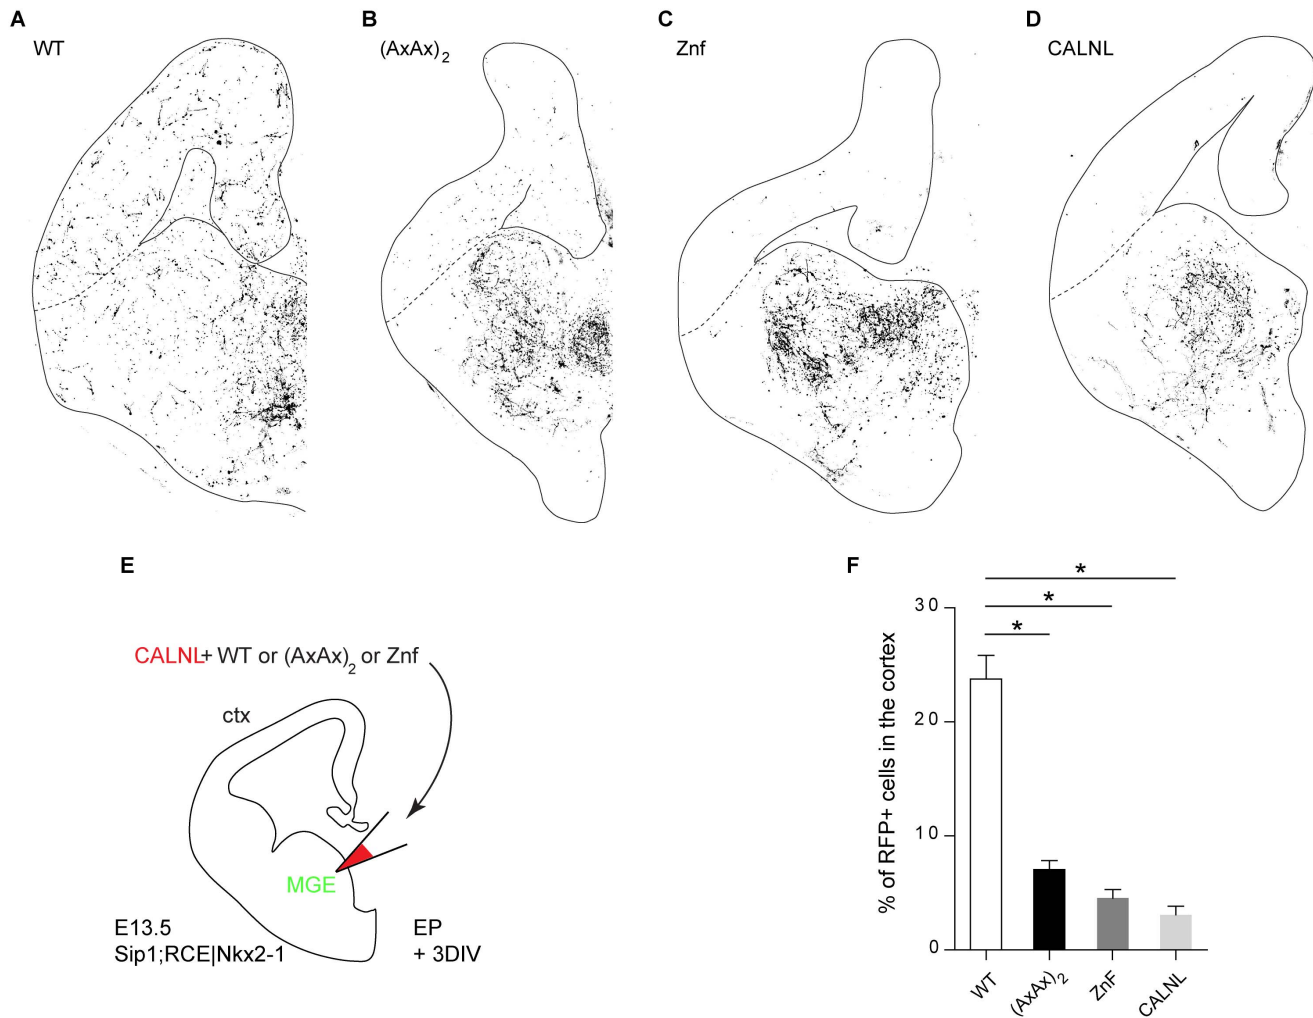 A
WT
B
(AxAx)2
C
Znf
D
CALNL
E
CALNL+ WT or (AxAx)2 or Znf
ctx
MGE
E13.5
Sip1;RCE|Nkx2-1
EP
+ 3DIV
F
*
*
*
% of RFP+ cells in the cortex
30
20
10
0
WT
(AxAx)2
ZnF
CALNL